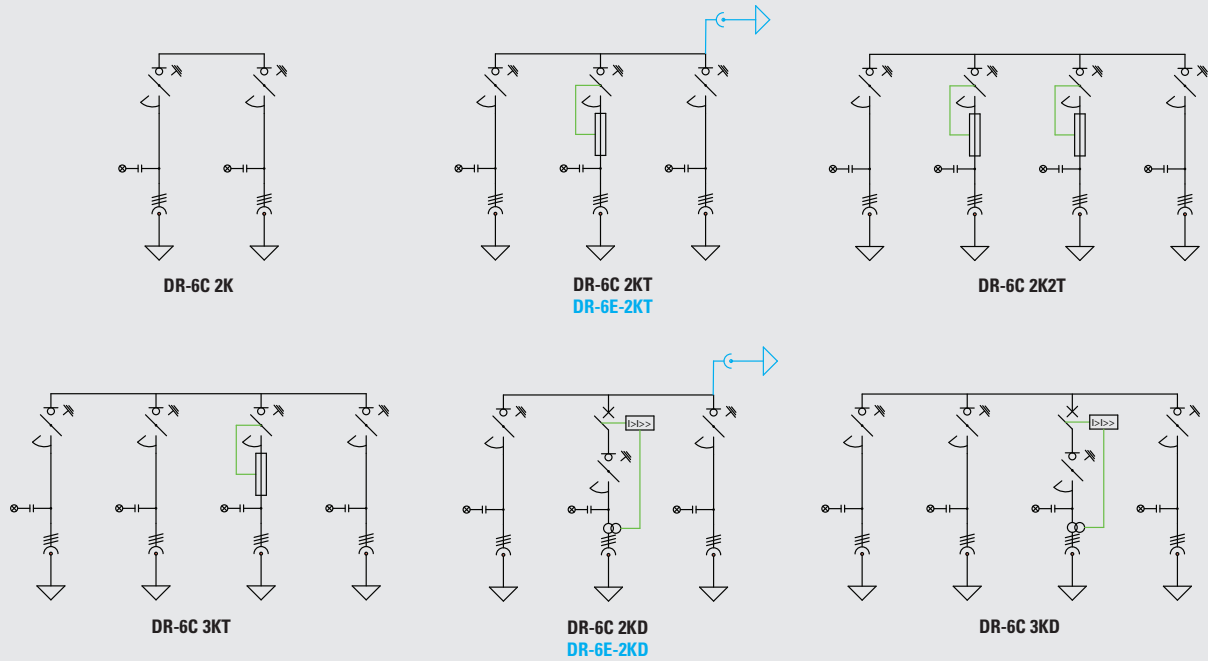 DR-6C 2K
DR-6C 2KT
DR-6E-2KT
DR-6C 2K2T
I>I>>
I>I>>
DR-6C 3KT
DR-6C 2KD
DR-6E-2KD
DR-6C 3KD